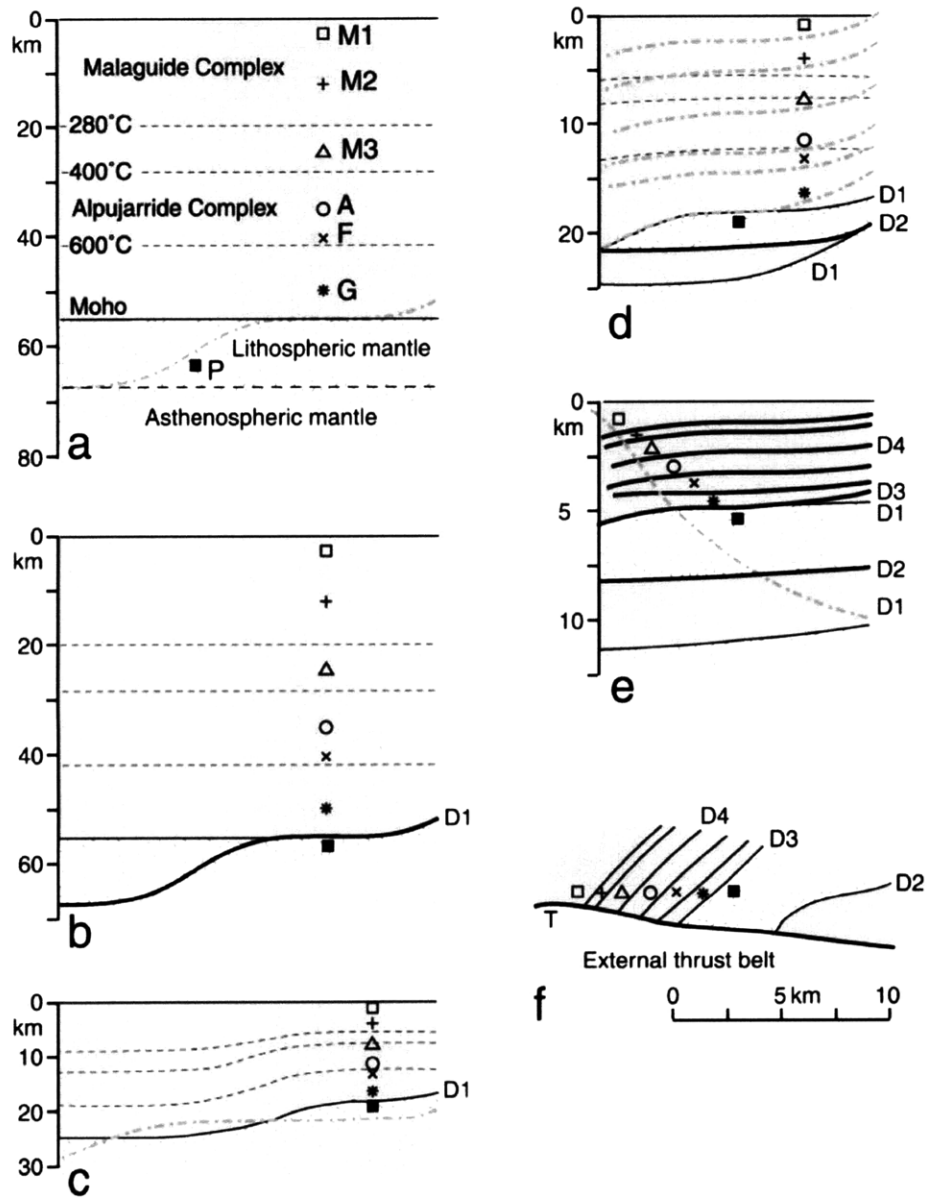 0
km
20
40
60
80
M1
M2
M3
A
F
G
P
Malaguide Complex
280°C
400°C
Alpujarride Complex
600°C
Moho
Lithospheric mantle
Asthenospheric mantle
a
0
km
20
40
60
D1
b
0
km
10
20
30
D1
c
0
km
10
20
D1
D2
D1
d
0
km
5
10
D4
D3
D1
D2
D1
e
D4
D3
D2
T
External thrust belt
f
0 5 km 10